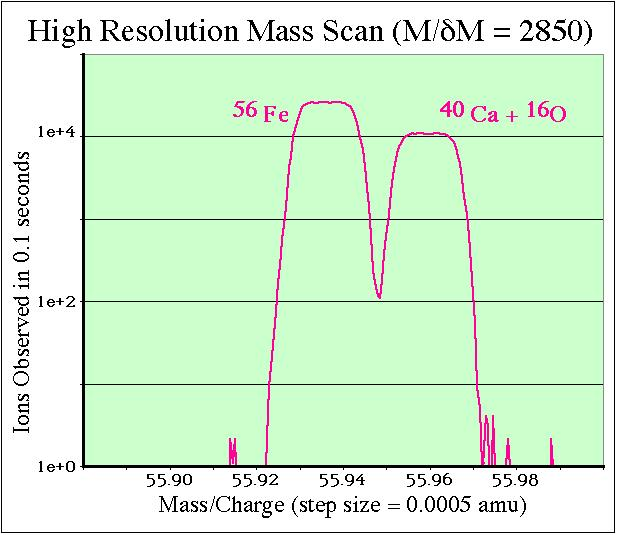 High Resolution Mass Scan (M/δM = 2850)
56 Fe
40 Ca + 16O
1e+4
1e+2
1e+0
Ions Observed in 0.1 seconds
55.90 55.92 55.94 55.96 55.98
Mass/Charge (step size = 0.0005 amu)